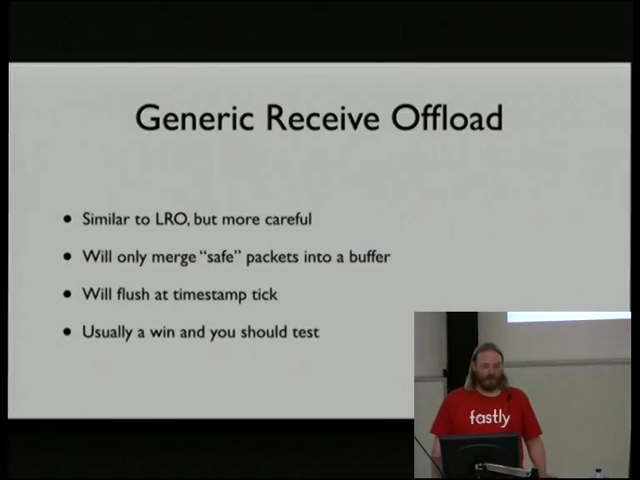 Generic Receive Offload
• Similar to LRO, but more careful
• Will only merge “safe” packets into a buffer
• Will flush at timestamp tick
• Usually a win and you should test
fastly